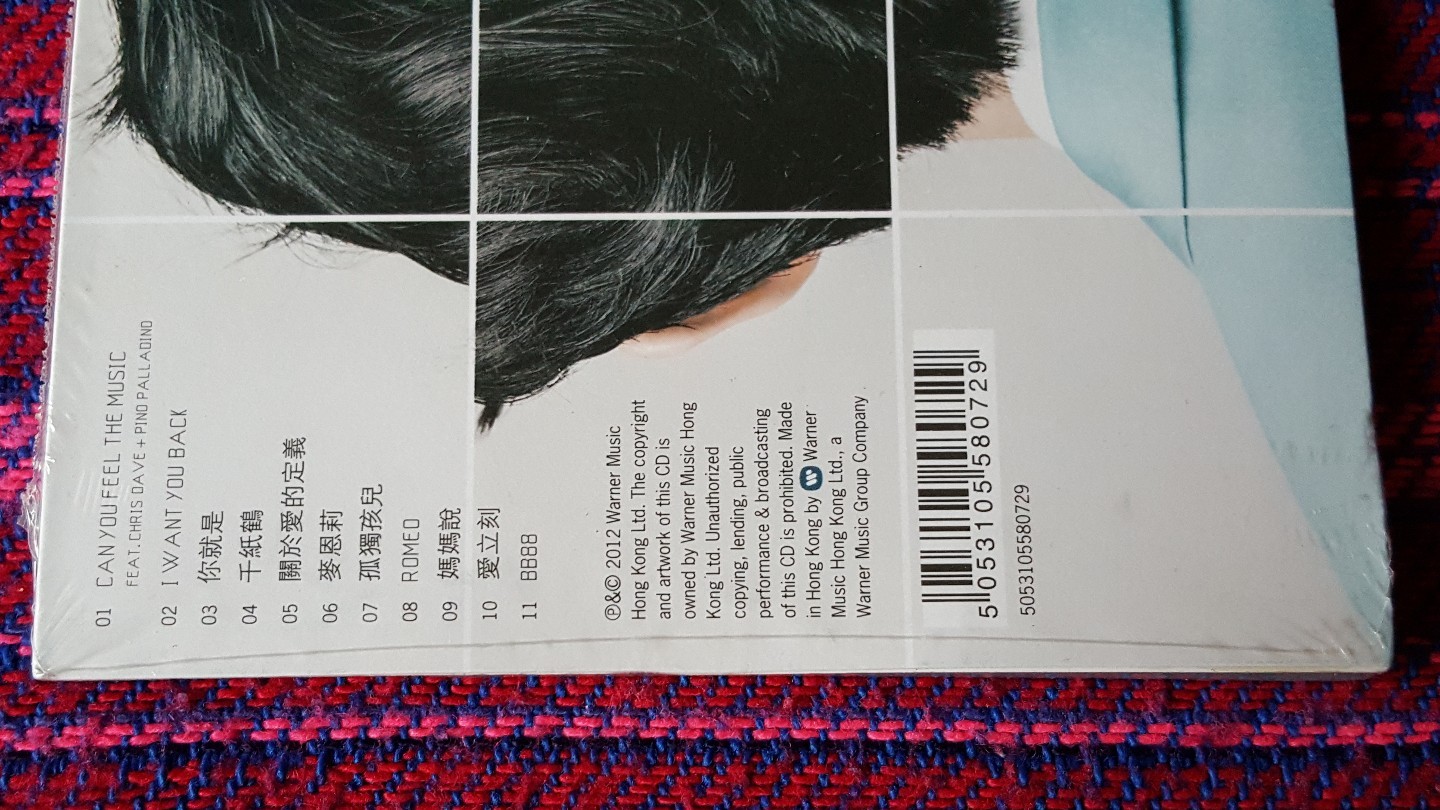 01 CAN YOU FEEL THE MUSIC
FEAT. CHRIS DAVE + PINO PALLADINO
02 I WANT YOU BACK
03 你就是
04 千紙鶴
05 關於愛的定義
06 麥恩莉
07 孤獨孩兒
08 ROMEO
09 媽媽說
10 愛立刻
11 BBBB
℗&© 2012 Warner Music
Hong Kong Ltd. The copyright
and artwork of this CD is
owned by Warner Music Hong
Kong Ltd. Unauthorized
copying, lending, public
performance & broadcasting
of this CD is prohibited. Made
in Hong Kong by Warner
Music Hong Kong Ltd., a
Warner Music Group Company
5 053105 580729
5053105580729